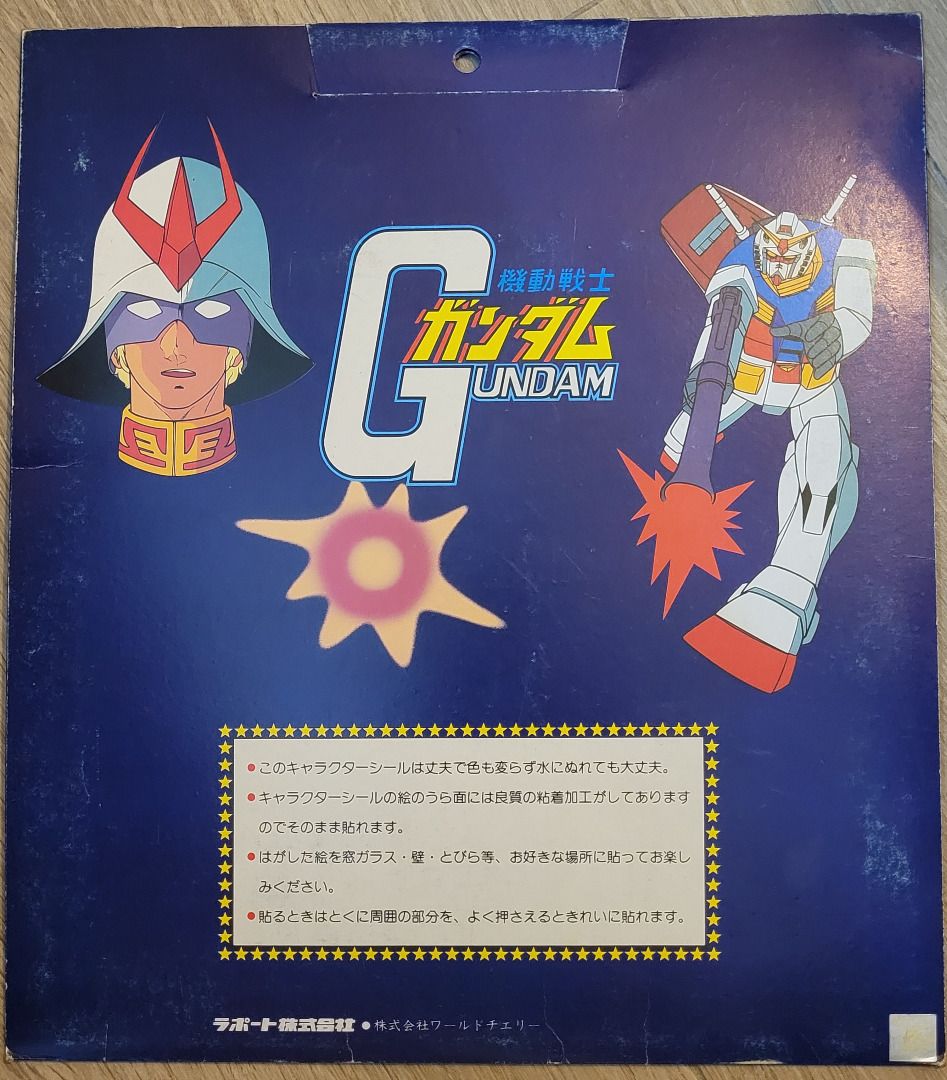 機動戦士
ガンダム
GUNDAM
●このキャラクターシールは丈夫で色も変らず水にぬれても大丈夫。
●キャラクターシールの絵のうら面には良質の粘着加工がしてあります
のでそのまま貼れます。
●はがした絵を窓ガラス・壁・とびら等、お好きな場所に貼ってお楽し
みください。
●貼るときはとくに周囲の部分を、よく押さえるときれいに貼れます。
ラポート株式会社 ●株式会社ワールドチエリー